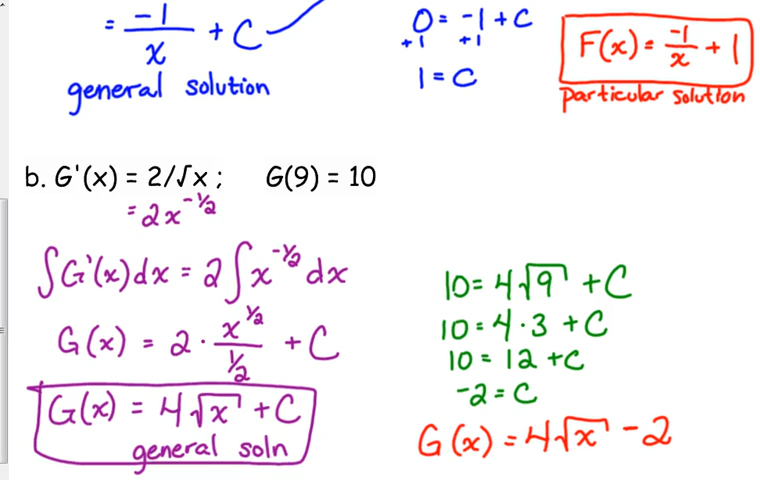 = -1/x + C
general solution
0 = -1 + C
+1 +1
1 = C
F(x) = -1/x + 1
particular solution
b. G'(x) = 2/√x ; G(9) = 10
= 2x^-1/2
∫G'(x)dx = 2∫x^-1/2 dx
G(x) = 2 · x^1/2 / 1/2 + C
G(x) = 4√x + C
general soln
10 = 4√9 + C
10 = 4 · 3 + C
10 = 12 + C
-2 = C
G(x) = 4√x - 2